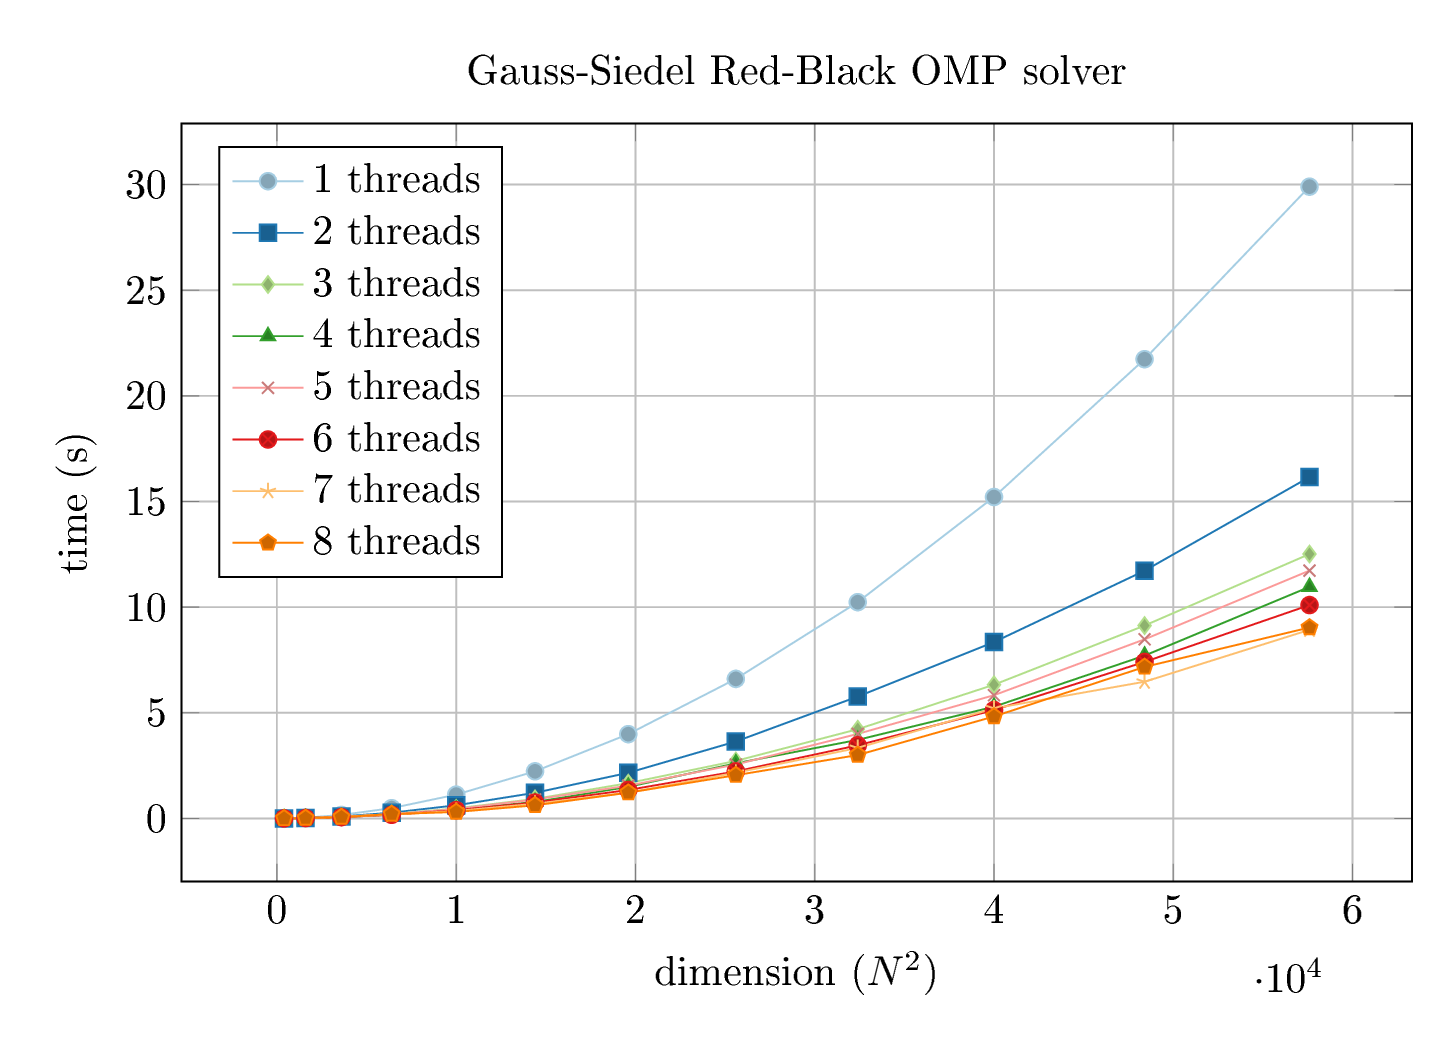 Gauss-Siedel Red-Black OMP solver
1 threads
2 threads
3 threads
4 threads
5 threads
6 threads
7 threads
8 threads
30
25
20
15
10
5
0
time (s)
0 1 2 3 4 5 6
dimension (N²)
·10⁴